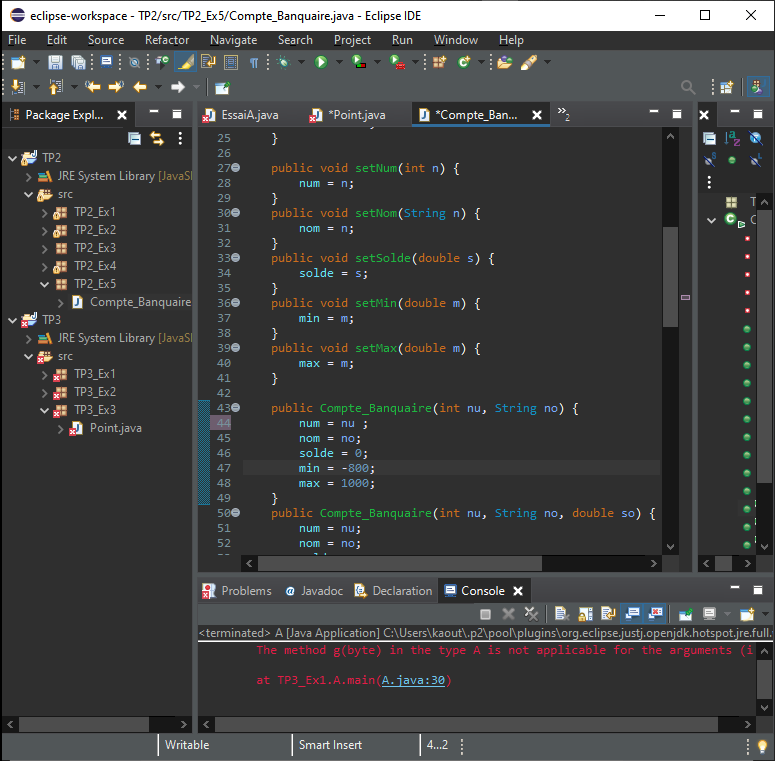 eclipse-workspace - TP2/src/TP2_Ex5/Compte_Banquaire.java - Eclipse IDE
File Edit Source Refactor Navigate Search Project Run Window Help
Package Expl...
TP2
JRE System Library [JavaS
src
TP2_Ex1
TP2_Ex2
TP2_Ex3
TP2_Ex4
TP2_Ex5
Compte_Banquaire
TP3
JRE System Library [JavaS
src
TP3_Ex1
TP3_Ex2
TP3_Ex3
Point.java
EssaiA.java *Point.java *Compte_Ban... »2
25 }
26
27 public void setNum(int n) {
28 num = n;
29 }
30 public void setNom(String n) {
31 nom = n;
32 }
33 public void setSolde(double s) {
34 solde = s;
35 }
36 public void setMin(double m) {
37 min = m;
38 }
39 public void setMax(double m) {
40 max = m;
41 }
42
43 public Compte_Banquaire(int nu, String no) {
44 num = nu ;
45 nom = no;
46 solde = 0;
47 min = -800;
48 max = 1000;
49 }
50 public Compte_Banquaire(int nu, String no, double so) {
51 num = nu;
52 nom = no;
Problems Javadoc Declaration Console
<terminated> A [Java Application] C:\Users\kaout\.p2\pool\plugins\org.eclipse.justj.openjdk.hotspot.jre.full.
The method g(byte) in the type A is not applicable for the arguments (i
at TP3_Ex1.A.main(A.java:30)
Writable Smart Insert 4...2